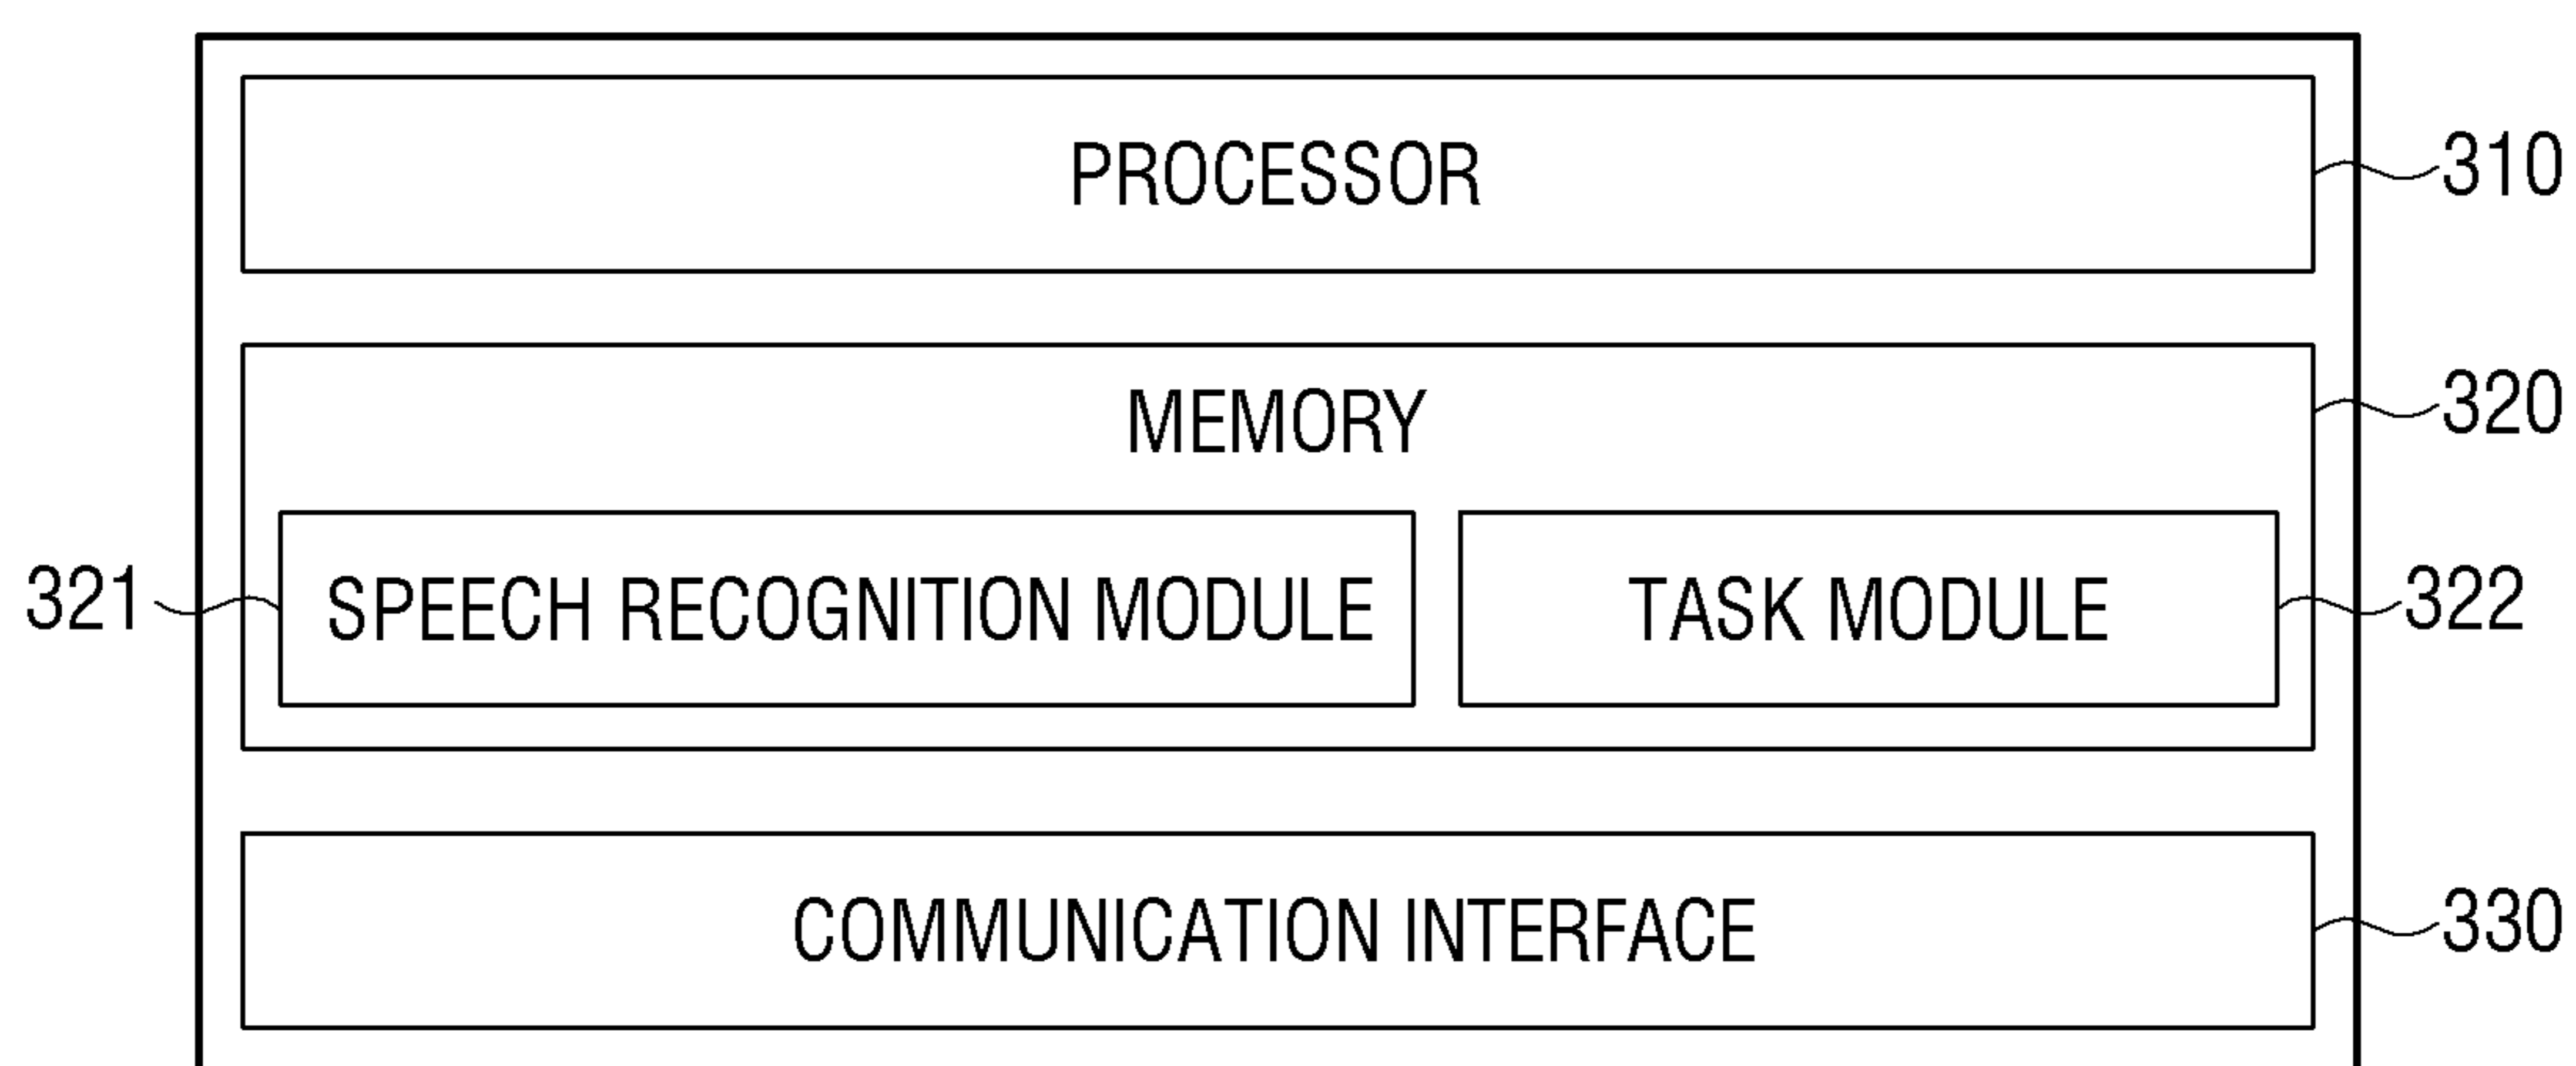 PROCESSOR 310
MEMORY 320
321 SPEECH RECOGNITION MODULE TASK MODULE 322
COMMUNICATION INTERFACE 330